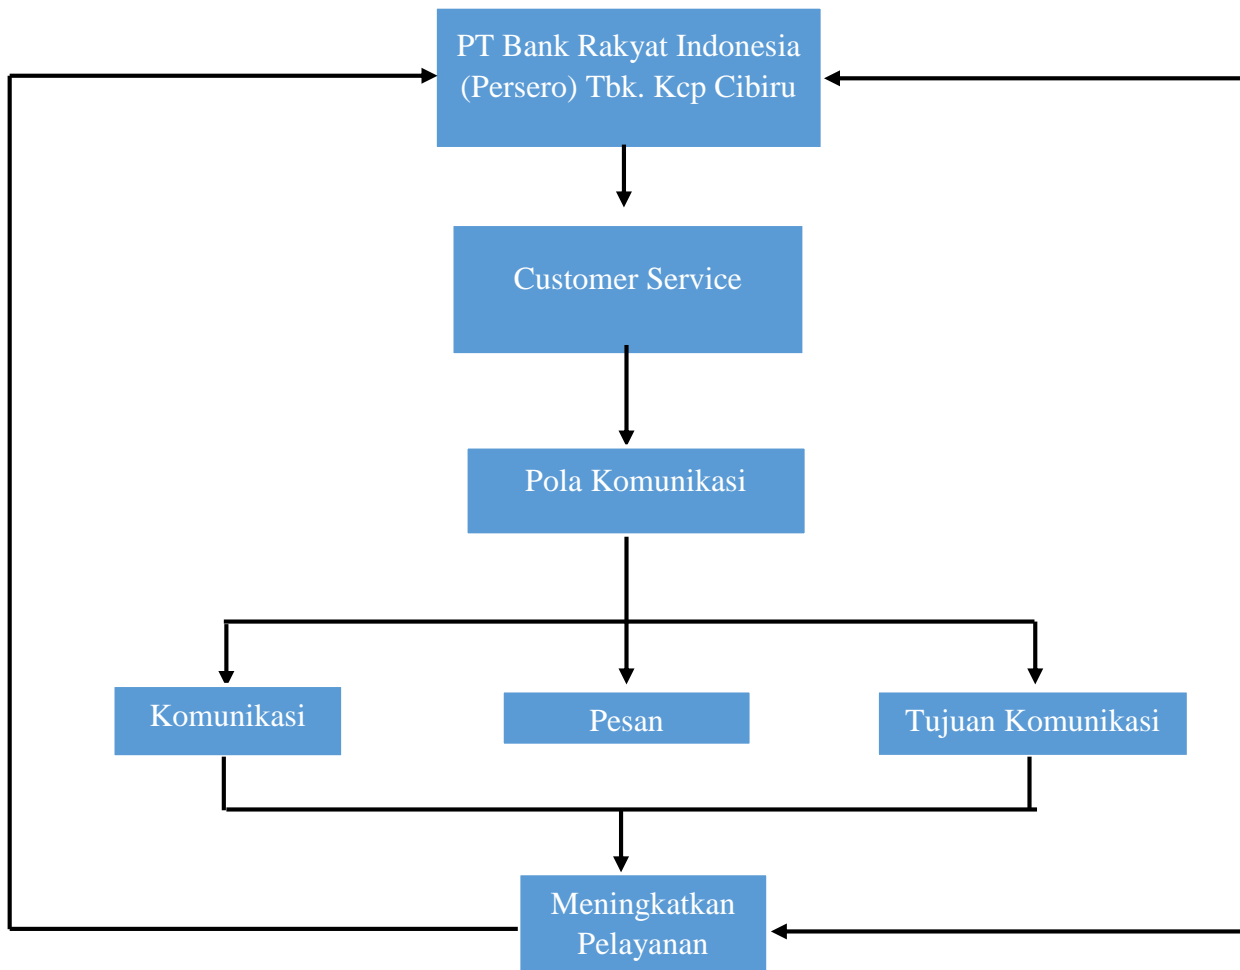 PT Bank Rakyat Indonesia
(Persero) Tbk. Kcp Cibiru
Customer Service
Pola Komunikasi
Komunikasi
Pesan
Tujuan Komunikasi
Meningkatkan
Pelayanan